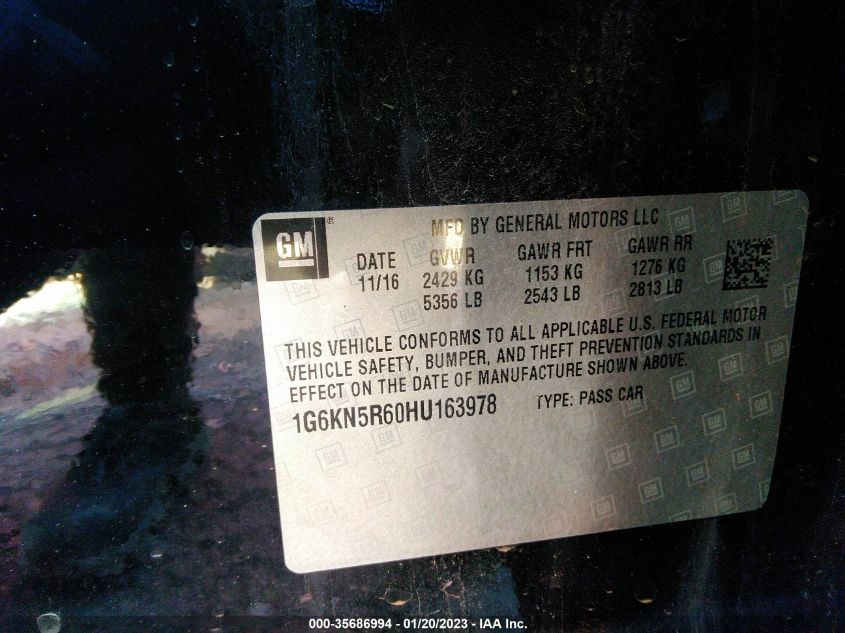 GM
MFD BY GENERAL MOTORS LLC
DATE GVWR GAWR FRT GAWR RR
11/16 2429 KG 1153 KG 1276 KG
5356 LB 2543 LB 2813 LB
THIS VEHICLE CONFORMS TO ALL APPLICABLE U.S. FEDERAL MOTOR
VEHICLE SAFETY, BUMPER, AND THEFT PREVENTION STANDARDS IN
EFFECT ON THE DATE OF MANUFACTURE SHOWN ABOVE.
1G6KN5R60HU163978 TYPE: PASS CAR
000-35686994 - 01/20/2023 - IAA Inc.